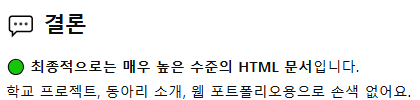 결론
최종적으로는 매우 높은 수준의 HTML 문서입니다.
학교 프로젝트, 동아리 소개, 웹 포트폴리오용으로 손색 없어요.